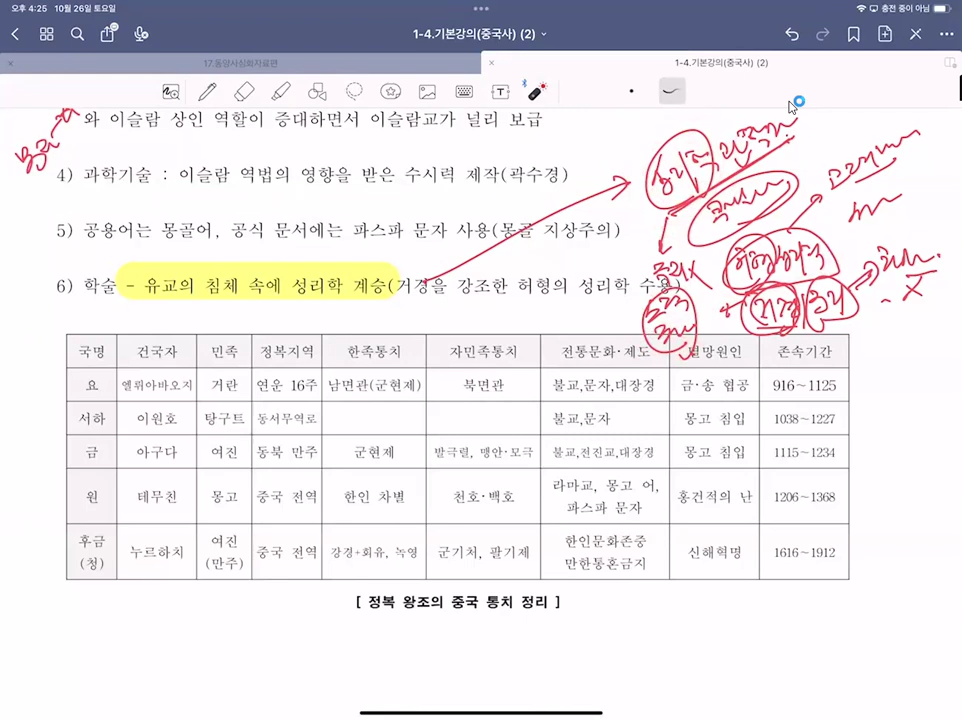 오후 4:25 10월 26일 토요일
충전 중이 아님
1-4.기본강의(중국사) (2)
17.동양사심화자료편
1-4.기본강의(중국사) (2)
와 이슬람 상인 역할이 증대하면서 이슬람교가 널리 보급
4) 과학기술 : 이슬람 역법의 영향을 받은 수시력 제작(곽수경)
5) 공용어는 몽골어, 공식 문서에는 파스파 문자 사용(몽골 지상주의)
6) 학술 - 유교의 침체 속에 성리학 계승(거경을 강조한 허형의 성리학 수용)
국명 건국자 민족 정복지역 한족통치 자민족통치 전통문화·제도 멸망원인 존속기간
요 엘뤼아바오지 거란 연운 16주 남면관(군현제) 북면관 불교,문자,대장경 금·송 협공 916~1125
서하 이원호 탕구트 동서무역로 불교,문자 몽고 침입 1038~1227
금 아구다 여진 동북 만주 군현제 발극렬, 맹안·모극 불교,전진교,대장경 몽고 침입 1115~1234
원 테무친 몽고 중국 전역 한인 차별 천호·백호 라마교, 몽고 어, 파스파 문자 홍건적의 난 1206~1368
후금 (청) 누르하치 여진 (만주) 중국 전역 강경+회유, 녹영 군기처, 팔기제 한인문화존중 만한통혼금지 신해혁명 1616~1912
[ 정복 왕조의 중국 통치 정리 ]